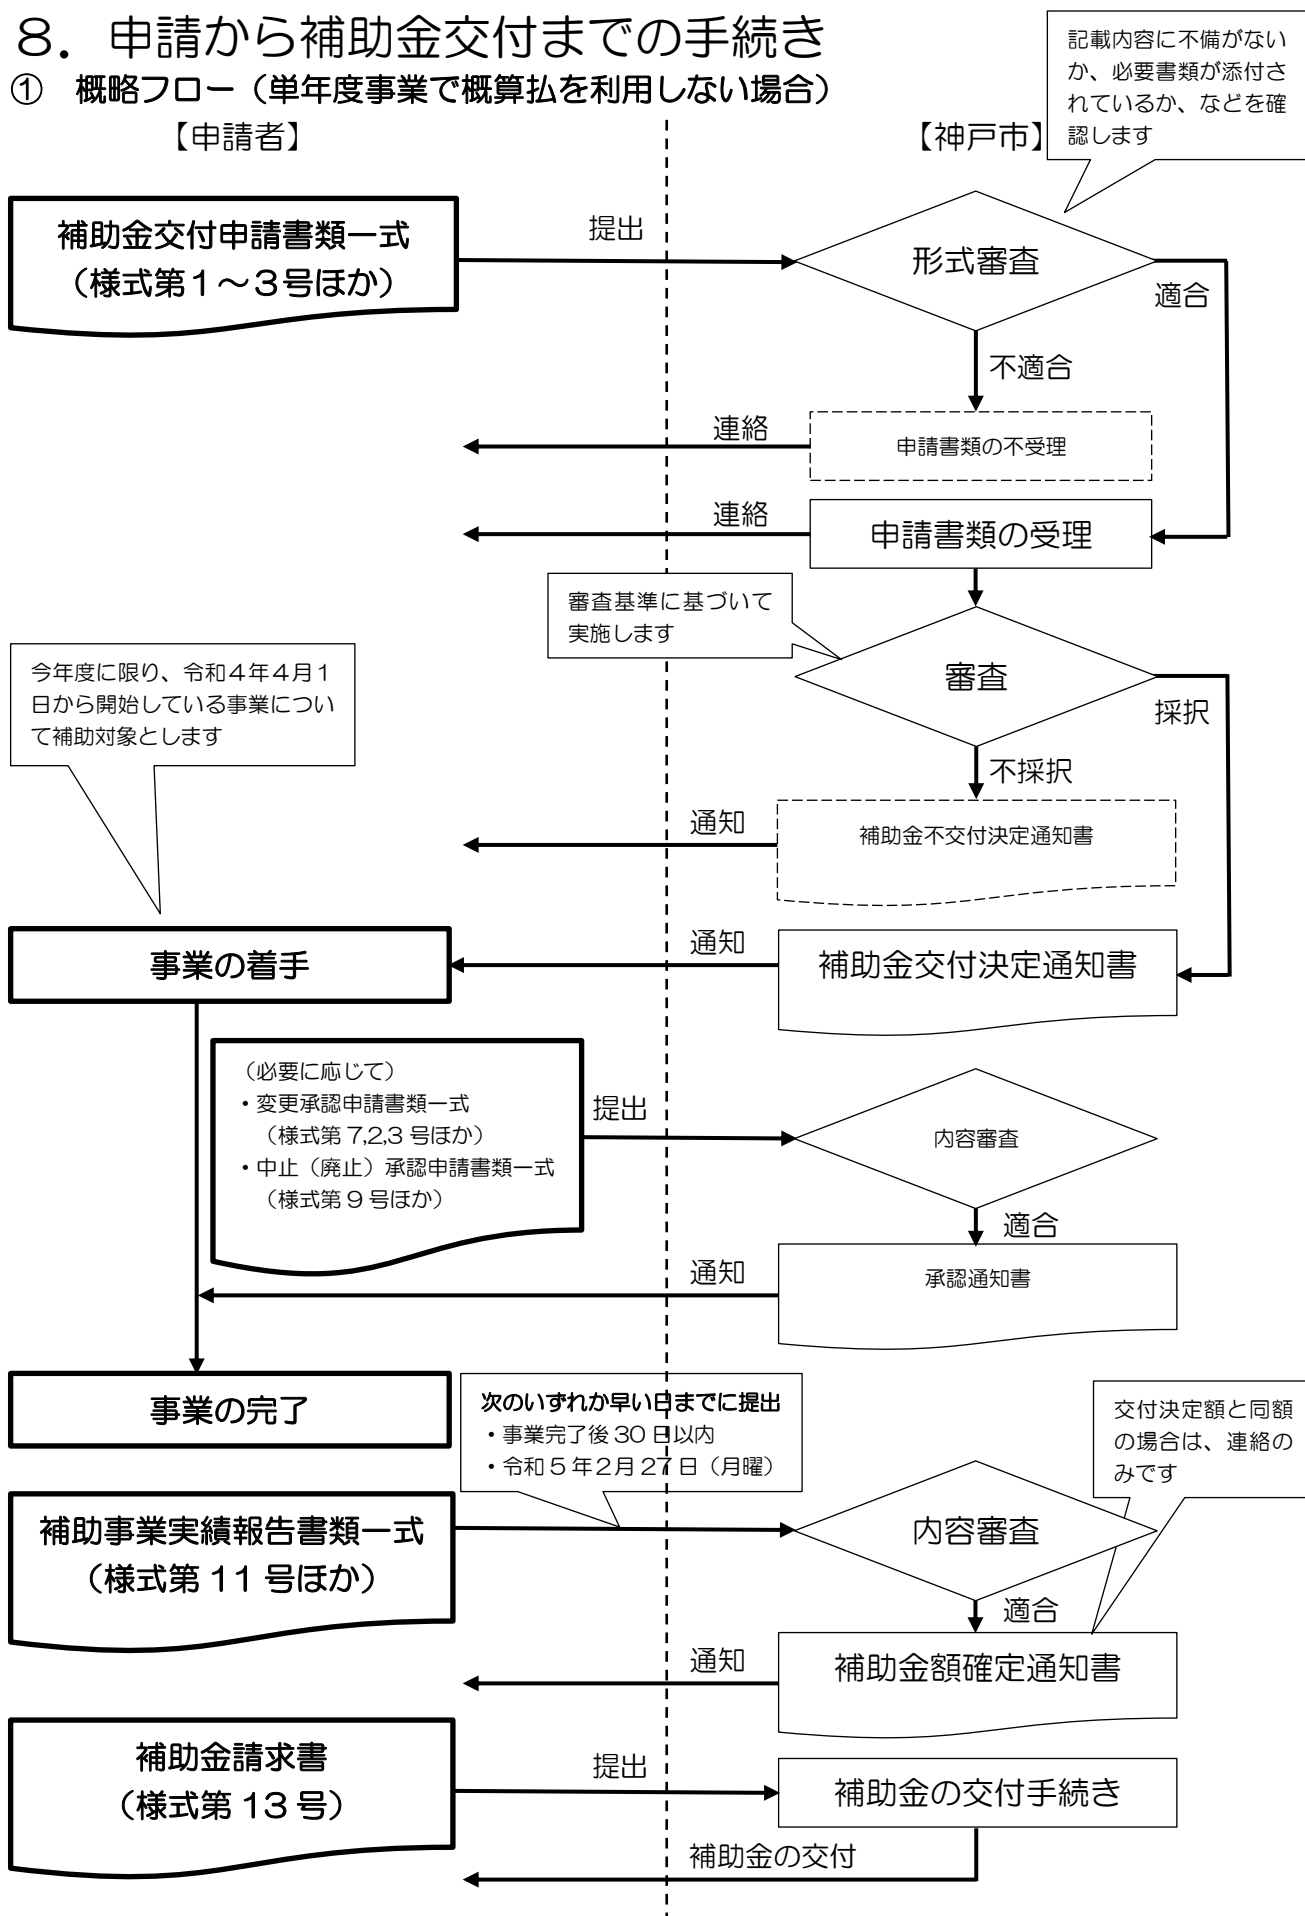 ８．申請から補助金交付までの手続き
① 概略フロー（単年度事業で概算払を利用しない場合）
【申請者】
【神戸市】
記載内容に不備がない
か、必要書類が添付さ
れているか、などを確
認します
補助金交付申請書類一式
（様式第１～３号ほか）
提出
形式審査
適合
不適合
連絡
申請書類の不受理
連絡
申請書類の受理
審査基準に基づいて
実施します
審査
採択
今年度に限り、令和４年４月１
日から開始している事業につい
て補助対象とします
不採択
通知
補助金不交付決定通知書
事業の着手
通知
補助金交付決定通知書
（必要に応じて）
・変更承認申請書類一式
（様式第 7,2,3 号ほか）
・中止（廃止）承認申請書類一式
（様式第 9 号ほか）
提出
内容審査
適合
通知
承認通知書
事業の完了
次のいずれか早い日までに提出
・事業完了後 30 日以内
・令和 5 年 2 月 27 日（月曜）
交付決定額と同額
の場合は、連絡の
みです
補助事業実績報告書類一式
（様式第 11 号ほか）
内容審査
適合
通知
補助金額確定通知書
補助金請求書
（様式第 13 号）
提出
補助金の交付手続き
補助金の交付